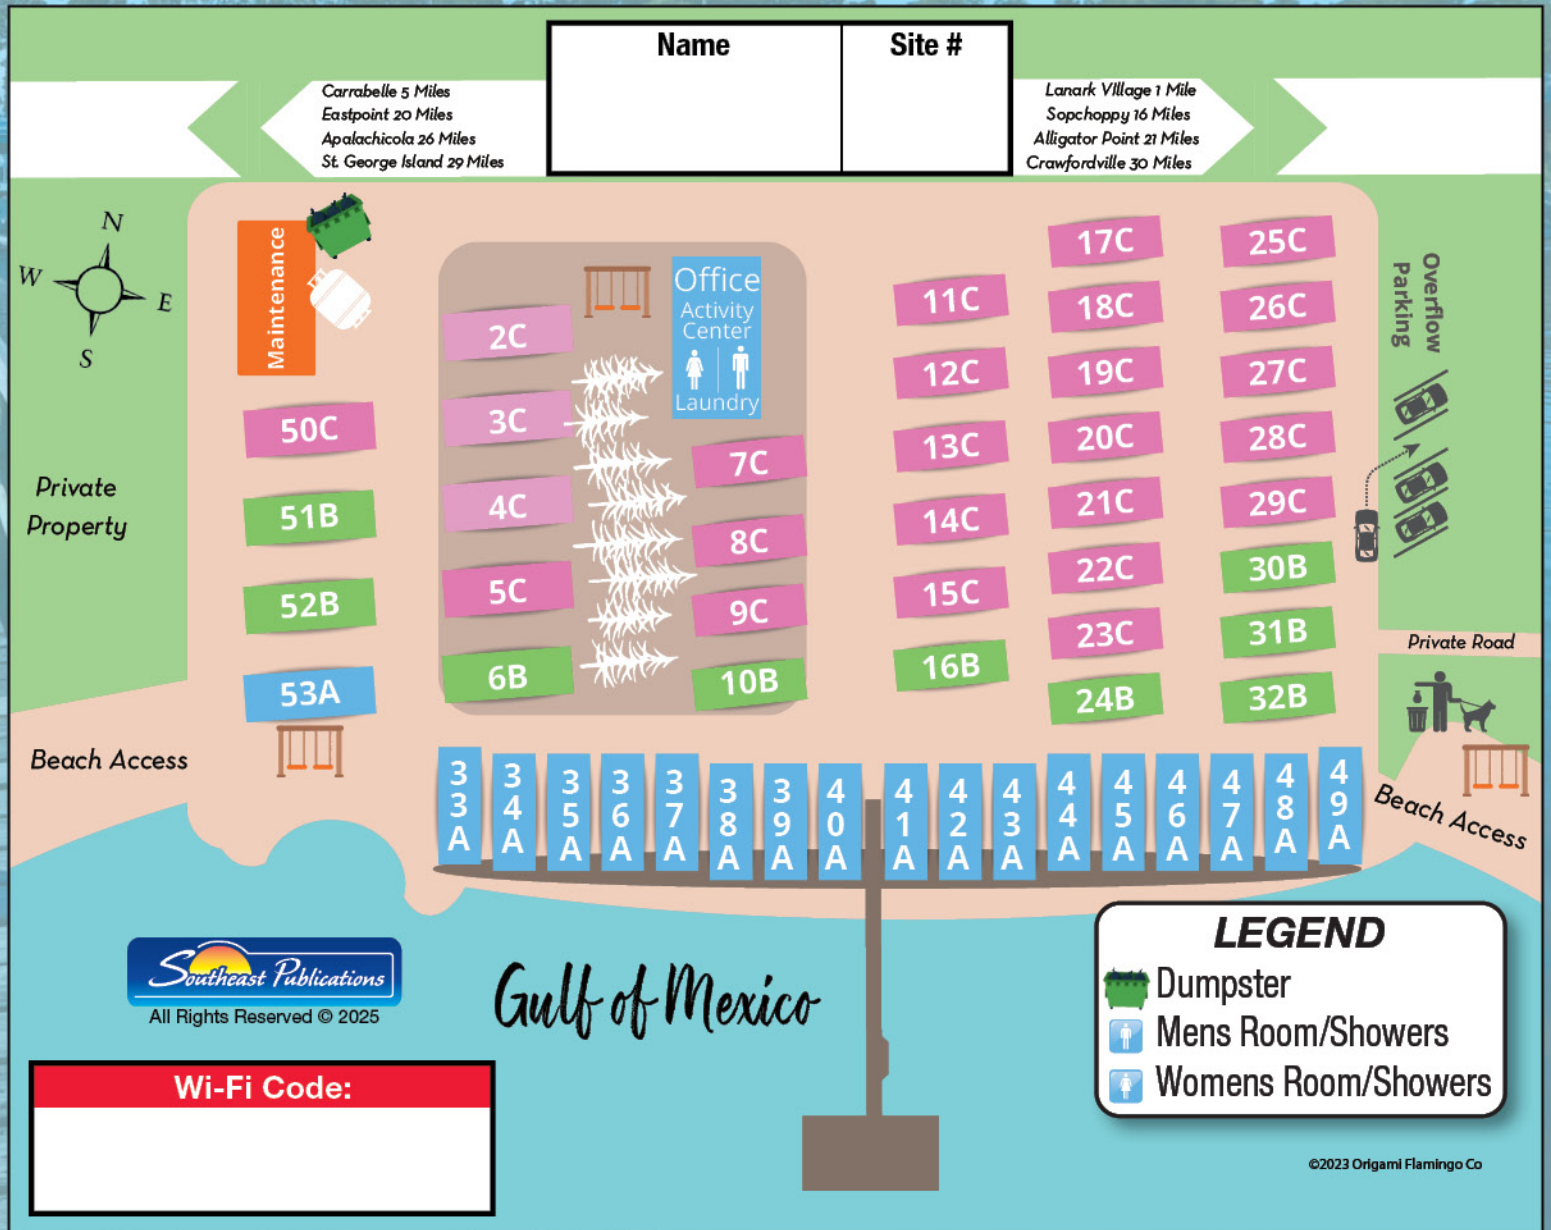 Name
Site #
Carrabelle 5 Miles
Eastpoint 20 Miles
Apalachicola 26 Miles
St. George Island 29 Miles
Lanark VIllage 1 Mile
Sopchoppy 16 Miles
Alligator Point 21 Miles
Crawfordville 30 Miles
N
W
E
S
Maintenance
Office
Activity
Center
Laundry
2C
3C
4C
5C
6B
7C
8C
9C
10B
11C
12C
13C
14C
15C
16B
17C
18C
19C
20C
21C
22C
23C
24B
25C
26C
27C
28C
29C
30B
31B
32B
Overflow
Parking
50C
51B
52B
53A
Private
Property
Private Road
Beach Access
33A
34A
35A
36A
37A
38A
39A
40A
41A
42A
43A
44A
45A
46A
47A
48A
49A
Beach Access
Southeast Publications
All Rights Reserved © 2025
Gulf of Mexico
LEGEND
Dumpster
Mens Room/Showers
Womens Room/Showers
Wi-Fi Code:
©2023 Origami Flamingo Co